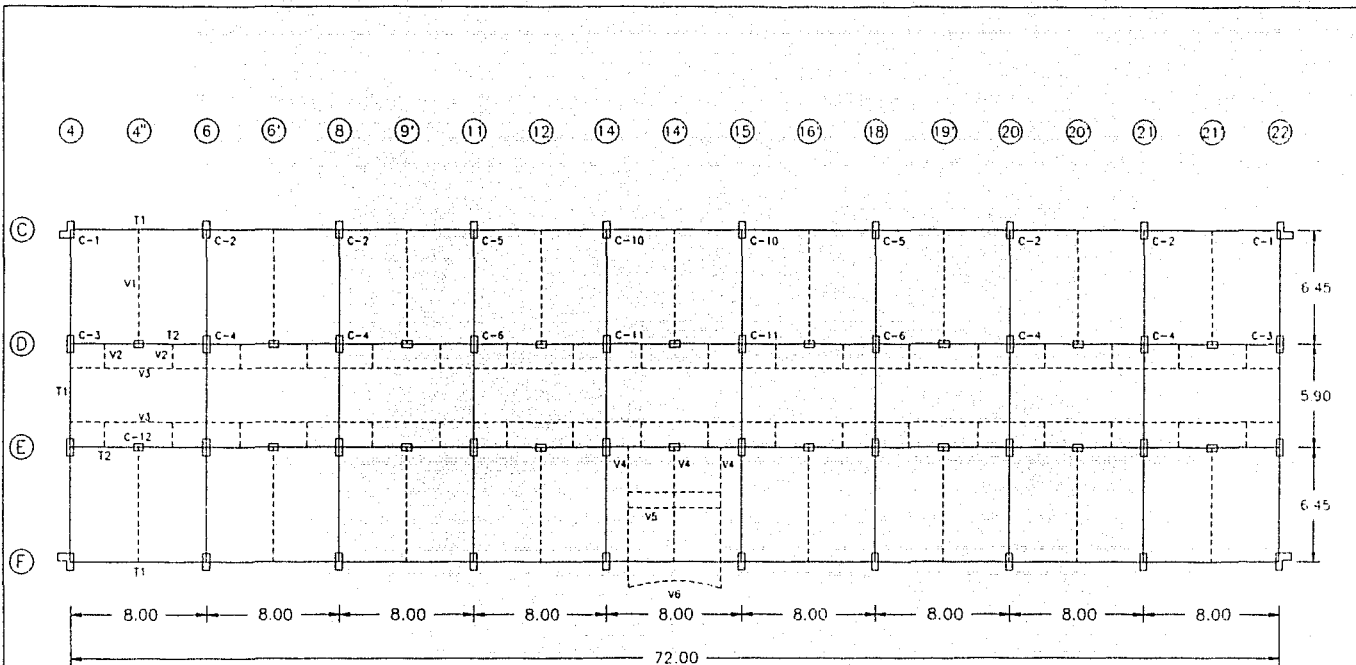 4 4" 6 6' 8 9' 11 12 14 14' 15 16' 18 19' 20 20' 21 21' 22
C T1
C-1 C-2 C-2 C-5 C-10 C-10 C-5 C-2 C-2 C-1
V1 6.45
D C-3 T2 C-4 C-4 C-6 C-11 C-11 C-6 C-4 C-4 C-3
V2 V2
V3
T1 5.90
V3
C-12
E T2
V4 V4 V4
V5 6.45
F T1
V6
8.00 8.00 8.00 8.00 8.00 8.00 8.00 8.00 8.00
72.00